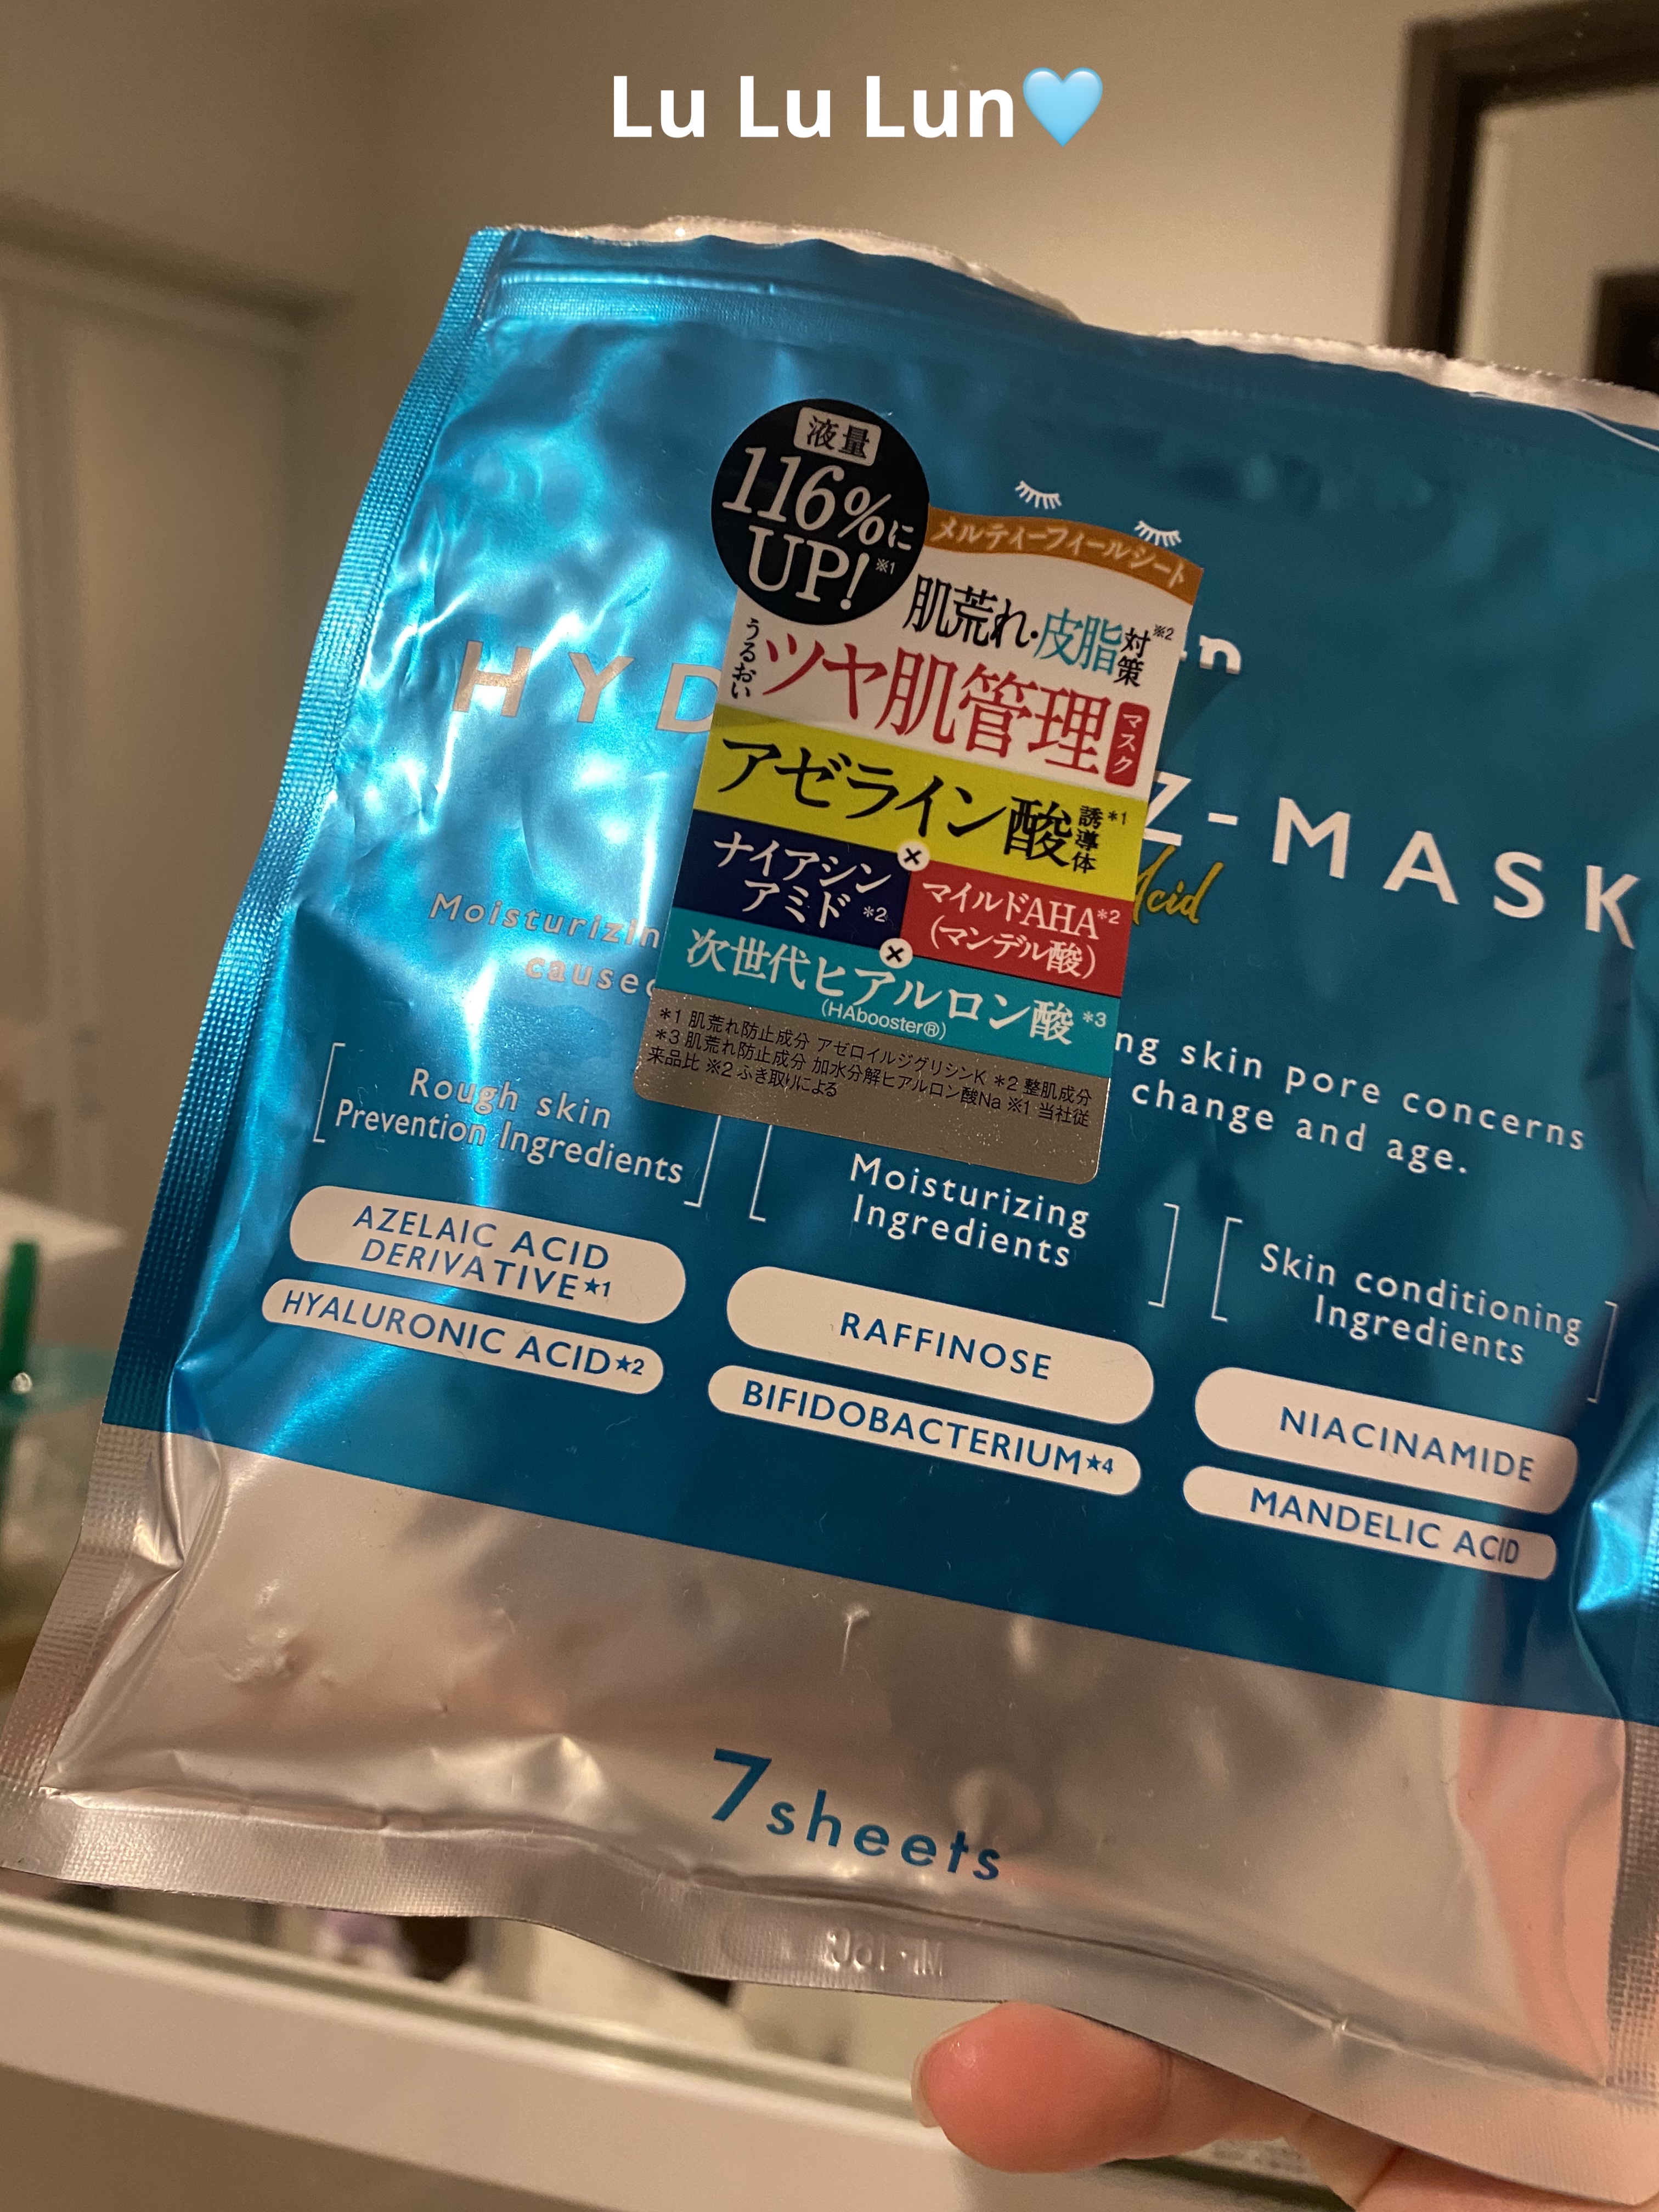 Lu Lu Lun🩵
液量
116%に
UP!※1
メルティーフィールシート
肌荒れ・皮脂対策※2
うるおい
ツヤ肌管理
マスク
アゼライン酸誘導体*1
×
ナイアシン
アミド*2
マイルドAHA*2
(マンデル酸)
×
次世代ヒアルロン酸*3
(HAbooster®)
*1 肌荒れ防止成分 アゼロイルジグリシンK *2 整肌成分
*3 肌荒れ防止成分 加水分解ヒアルロン酸Na ※1 当社従
来品比 ※2 ふき取りによる
HYD
Z-MASK
Acid
Moisturizin
ng skin pore concerns
caused
change and age.
Rough skin
Prevention Ingredients
AZELAIC ACID
DERIVATIVE★1
HYALURONIC ACID★2
Moisturizing
Ingredients
RAFFINOSE
BIFIDOBACTERIUM★4
Skin conditioning
Ingredients
NIACINAMIDE
MANDELIC ACID
7 sheets